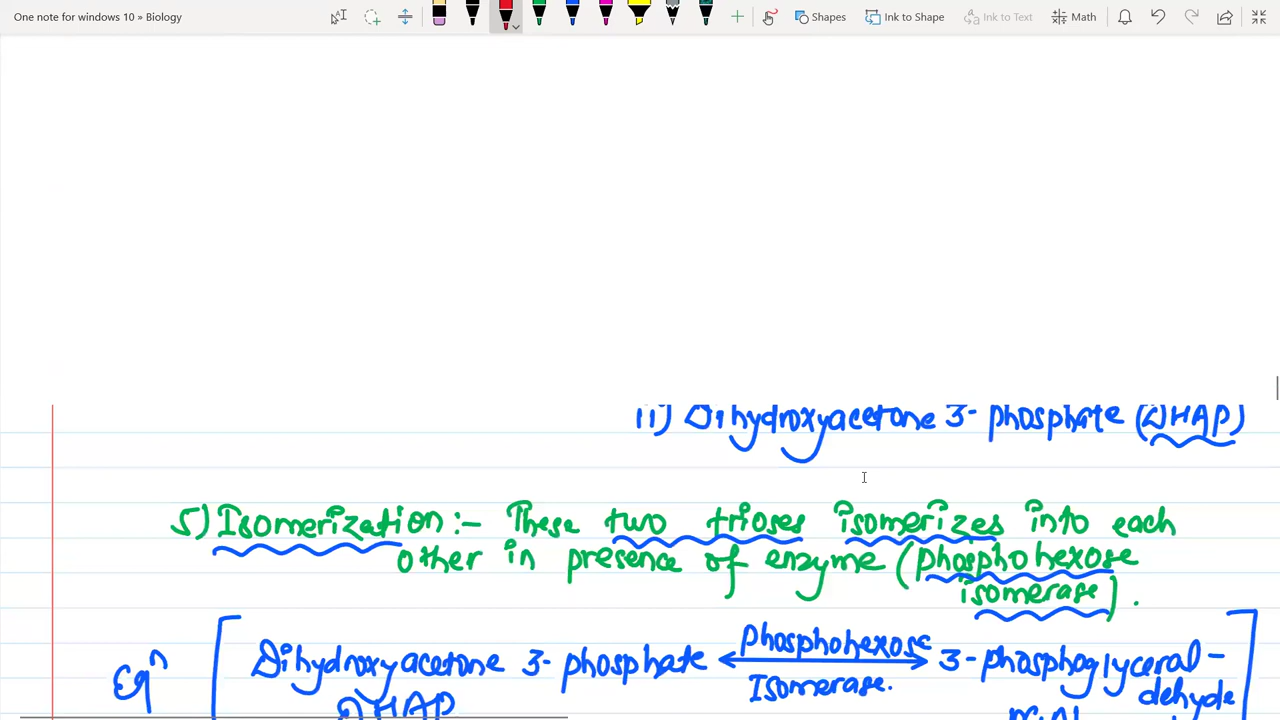 One note for windows 10 » Biology
Shapes
Ink to Shape
Ink to Text
Math
ii) Dihydroxyacetone 3-phosphate (DHAP)
5) Isomerization :- These two trioses isomerizes into each
other in presence of enzyme (phosphohexose
isomerase).
Phosphohexose
Eqⁿ Dihydroxyacetone 3-phosphate ⟷ 3-phosphoglyceral-
Isomerase. dehyde
DHAP